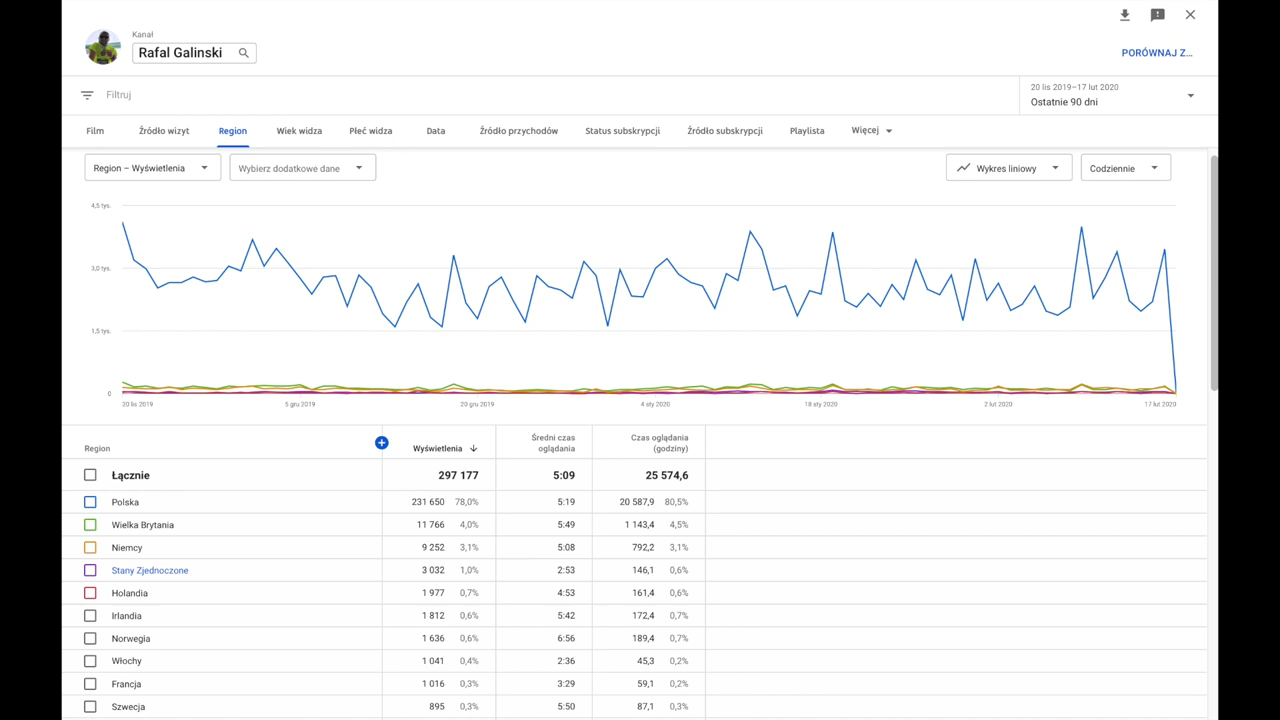 Kanał
Rafal Galinski
PORÓWNAJ Z...
Filtruj
20 lis 2019–17 lut 2020
Ostatnie 90 dni
Film Źródło wizyt Region Wiek widza Płeć widza Data Źródło przychodów Status subskrypcji Źródło subskrypcji Playlista Więcej
Region – Wyświetlenia Wybierz dodatkowe dane Wykres liniowy Codziennie
4,5 tys.
3,0 tys.
1,5 tys.
0
20 lis 2019 5 gru 2019 20 gru 2019 4 sty 2020 18 sty 2020 2 lut 2020 17 lut 2020
Region Wyświetlenia Średni czas oglądania Czas oglądania (godziny)
Łącznie 297 177 5:09 25 574,6
Polska 231 650 78,0% 5:19 20 587,9 80,5%
Wielka Brytania 11 766 4,0% 5:49 1 143,4 4,5%
Niemcy 9 252 3,1% 5:08 792,2 3,1%
Stany Zjednoczone 3 032 1,0% 2:53 146,1 0,6%
Holandia 1 977 0,7% 4:53 161,4 0,6%
Irlandia 1 812 0,6% 5:42 172,4 0,7%
Norwegia 1 636 0,6% 6:56 189,4 0,7%
Włochy 1 041 0,4% 2:36 45,3 0,2%
Francja 1 016 0,3% 3:29 59,1 0,2%
Szwecja 895 0,3% 5:50 87,1 0,3%